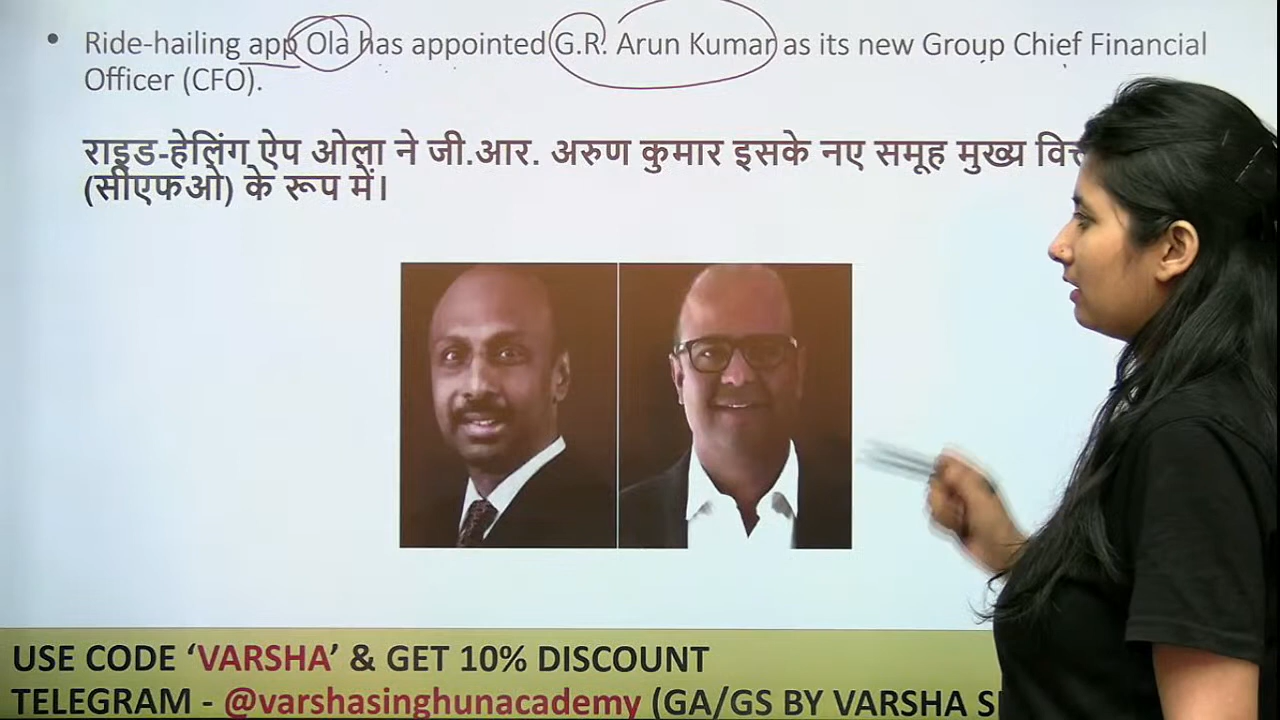 Ride-hailing app Ola has appointed G.R. Arun Kumar as its new Group Chief Financial
Officer (CFO).
राइड-हेलिंग ऐप ओला ने जी.आर. अरुण कुमार इसके नए समूह मुख्य
(सीएफओ) के रूप में।
USE CODE ‘VARSHA’ & GET 10% DISCOUNT
TELEGRAM - @varshasinghunacademy (GA/GS BY VARSHA